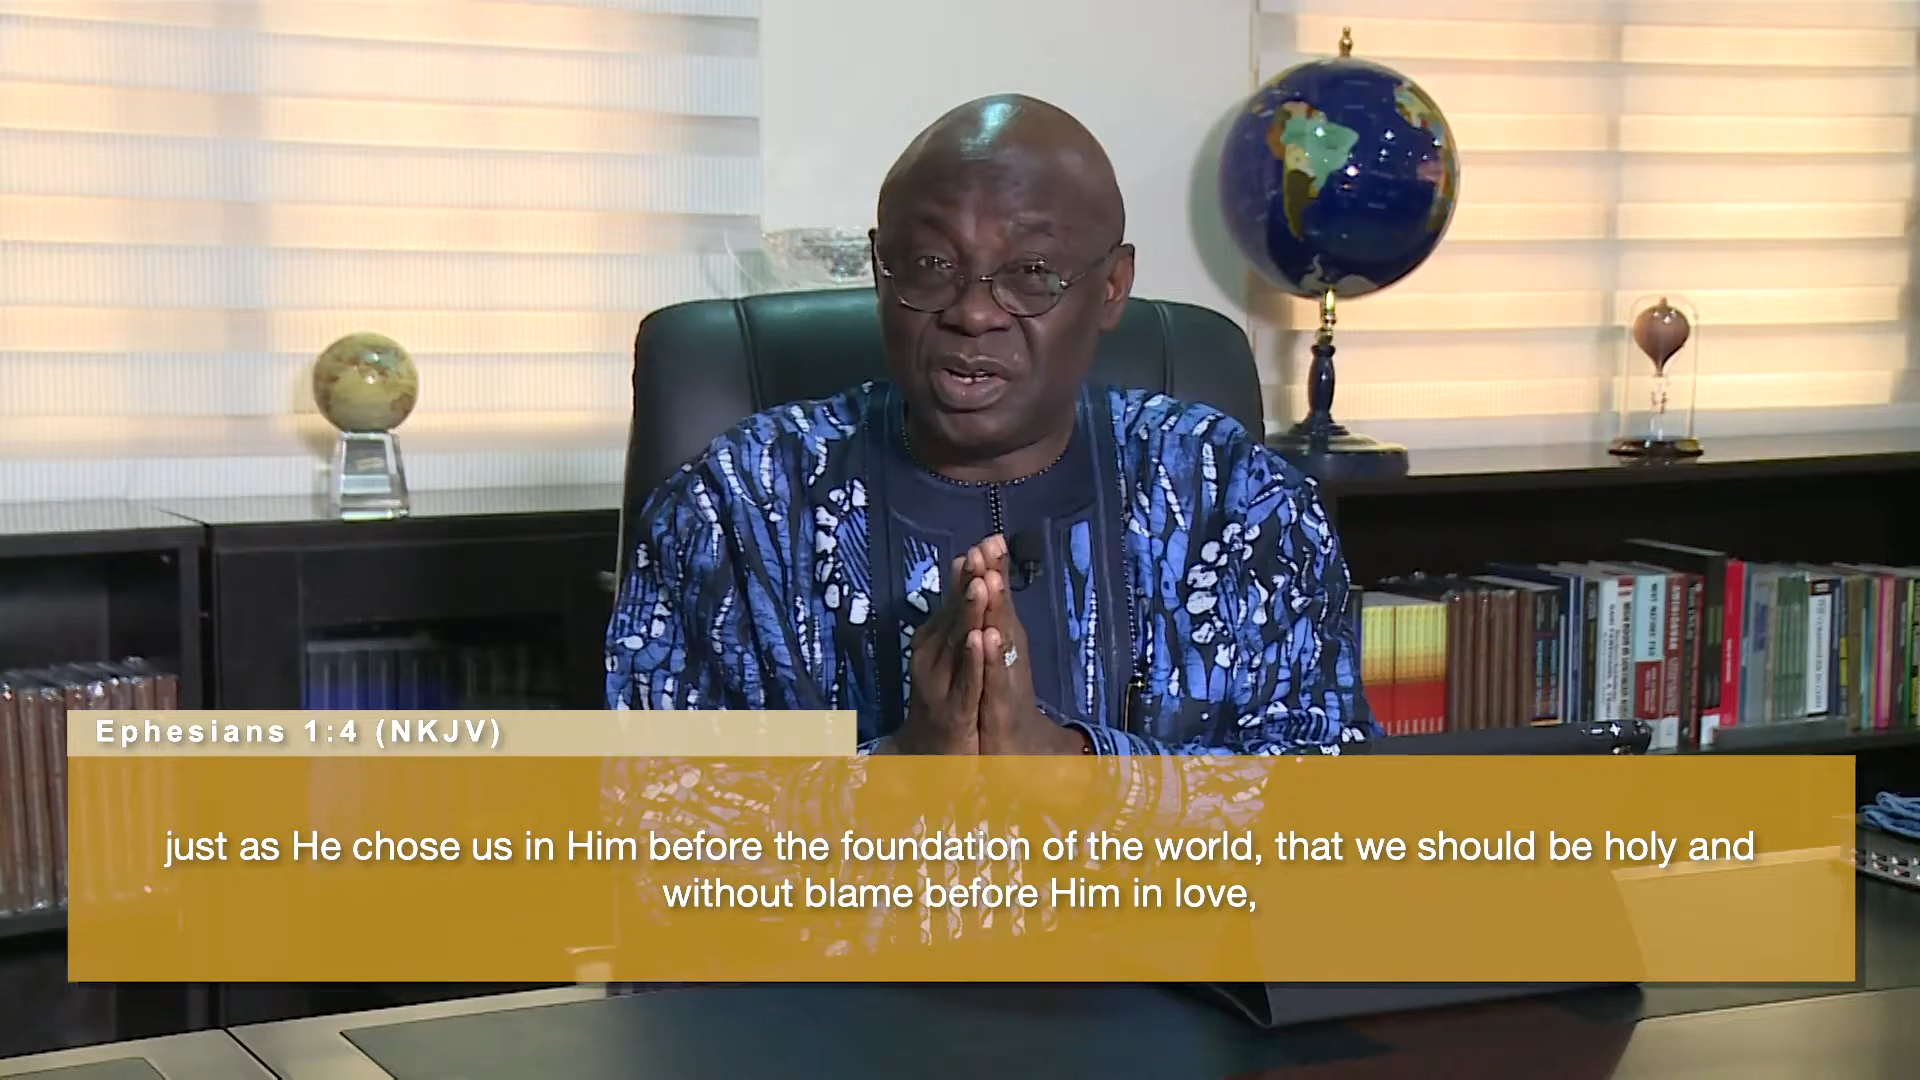 Ephesians 1:4 (NKJV)
just as He chose us in Him before the foundation of the world, that we should be holy and
without blame before Him in love,